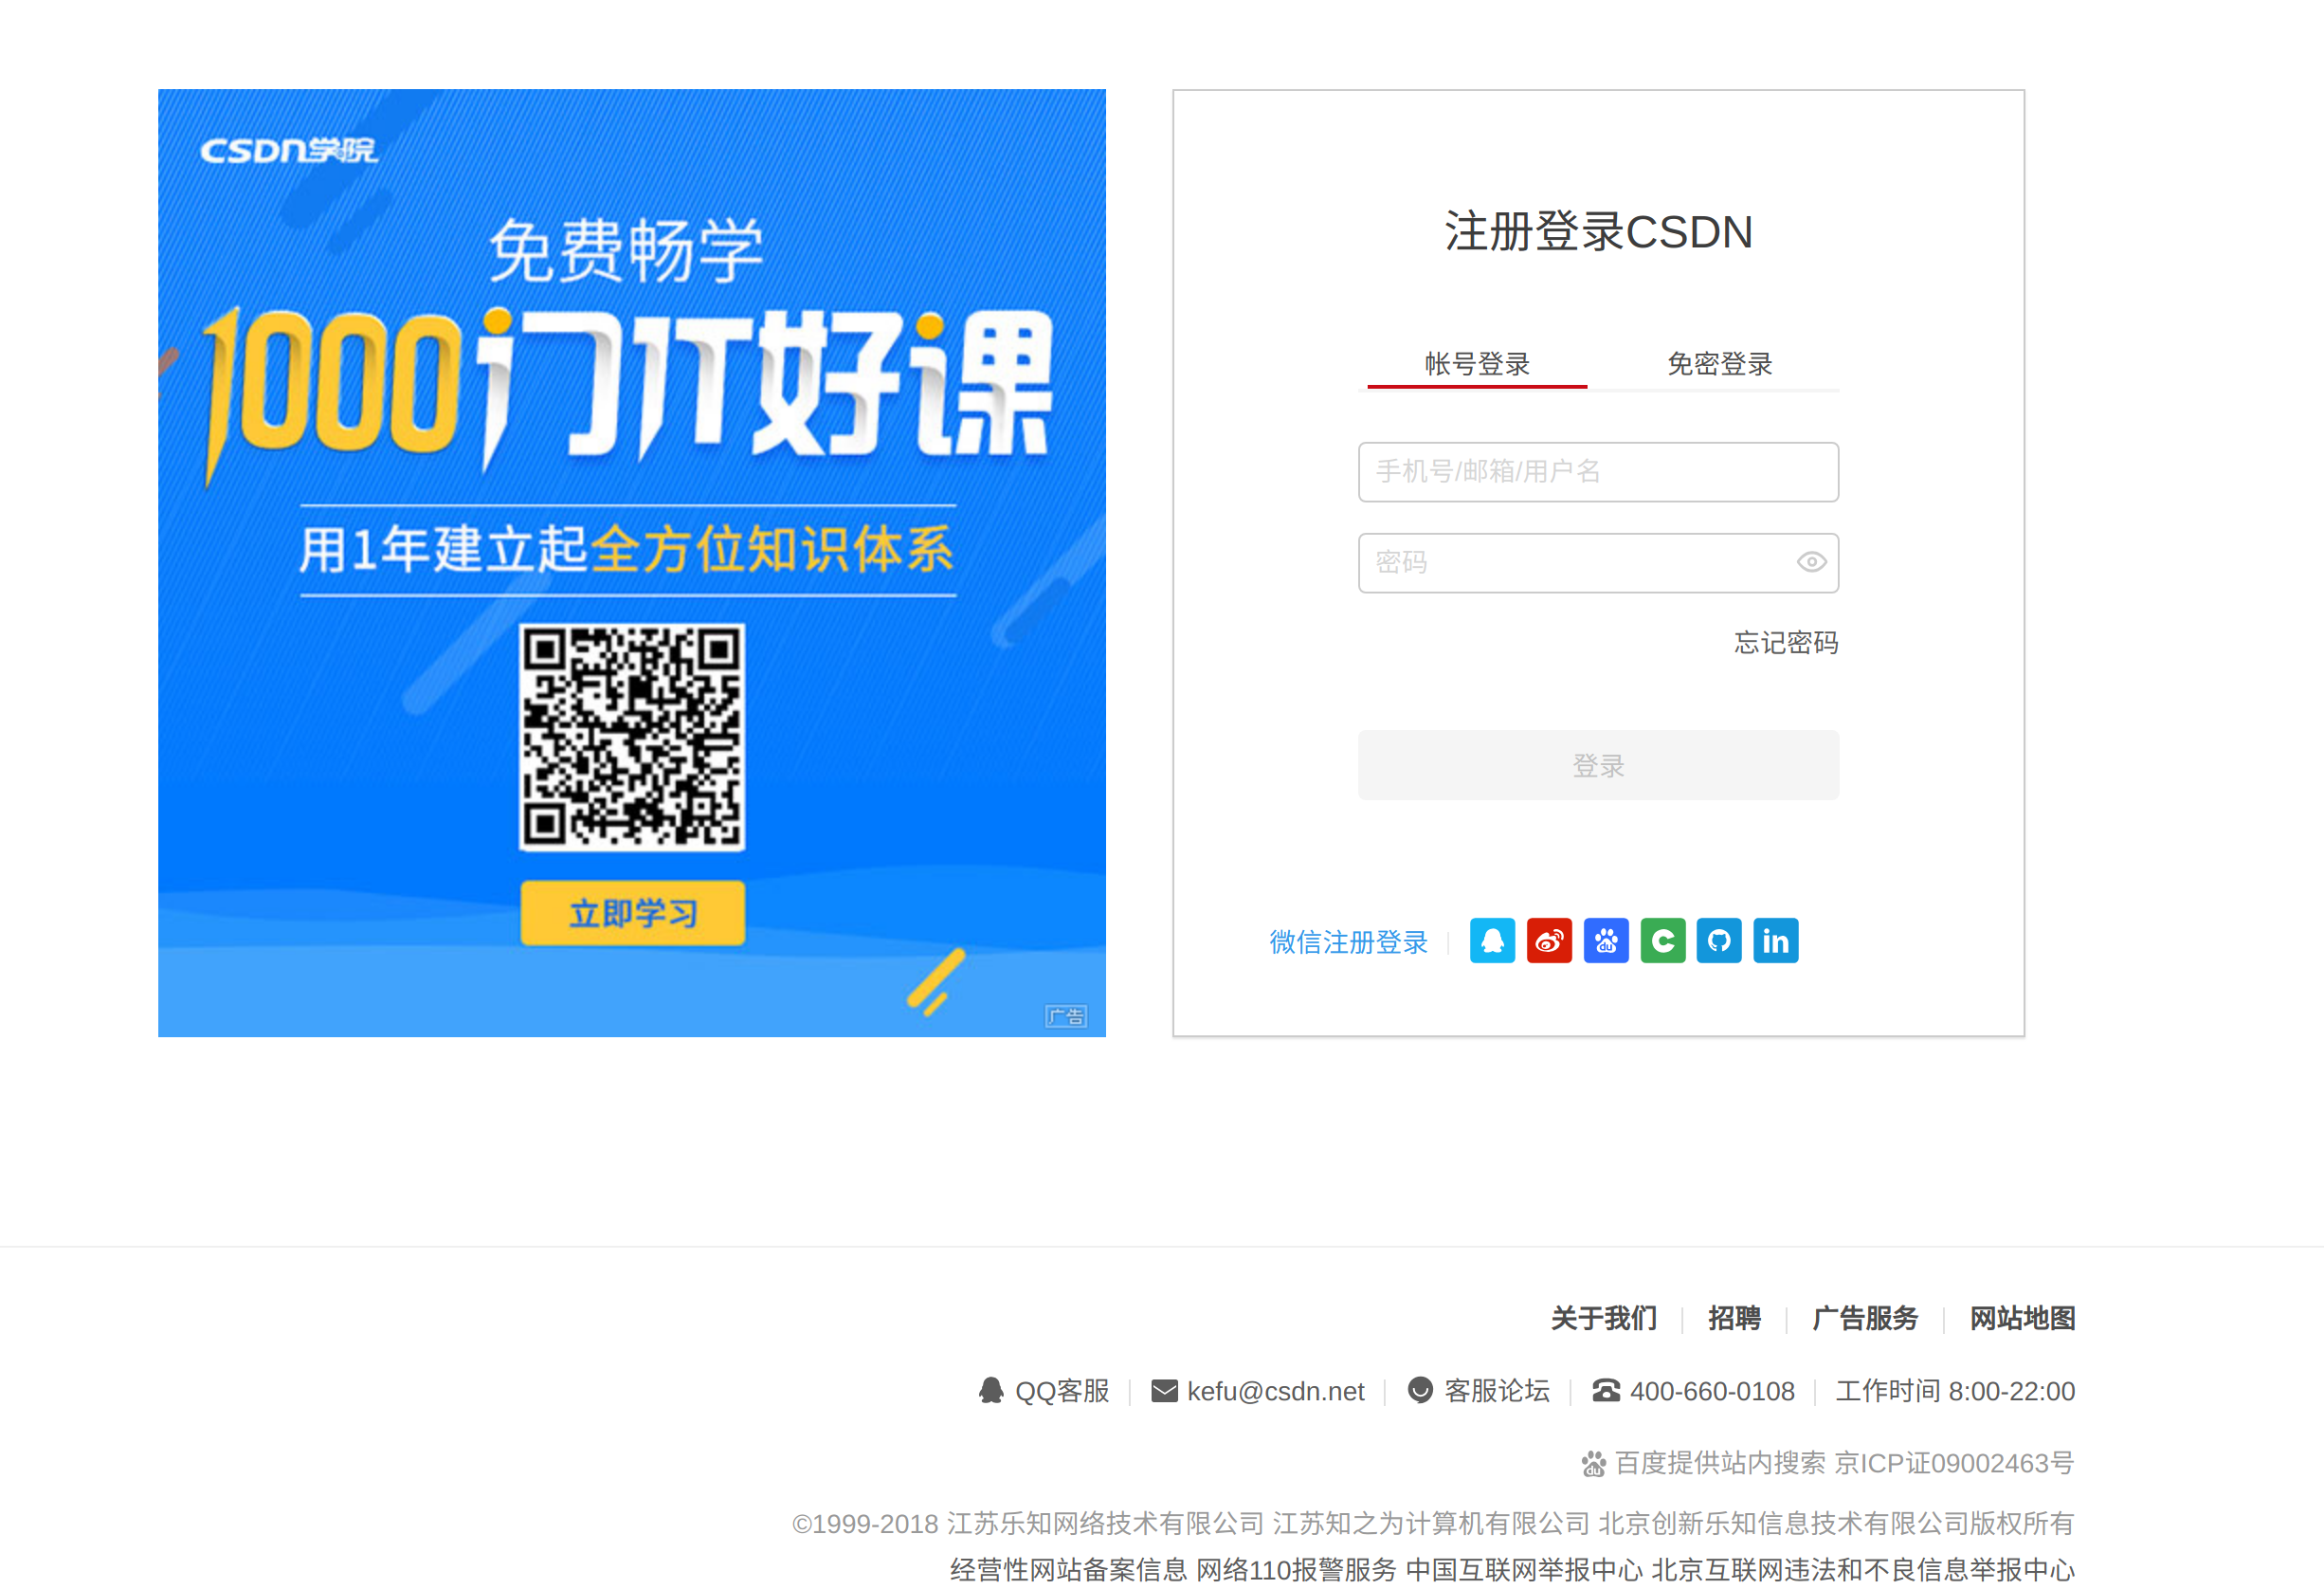 CSDN学院
免费畅学
1000门IT好课
用1年建立起全方位知识体系
立即学习
广告
注册登录CSDN
帐号登录 免密登录
手机号/邮箱/用户名
密码
忘记密码
登录
微信注册登录
关于我们 招聘 广告服务 网站地图
QQ客服 kefu@csdn.net 客服论坛 400-660-0108 工作时间 8:00-22:00
百度提供站内搜索 京ICP证09002463号
©1999-2018 江苏乐知网络技术有限公司 江苏知之为计算机有限公司 北京创新乐知信息技术有限公司版权所有
经营性网站备案信息 网络110报警服务 中国互联网举报中心 北京互联网违法和不良信息举报中心